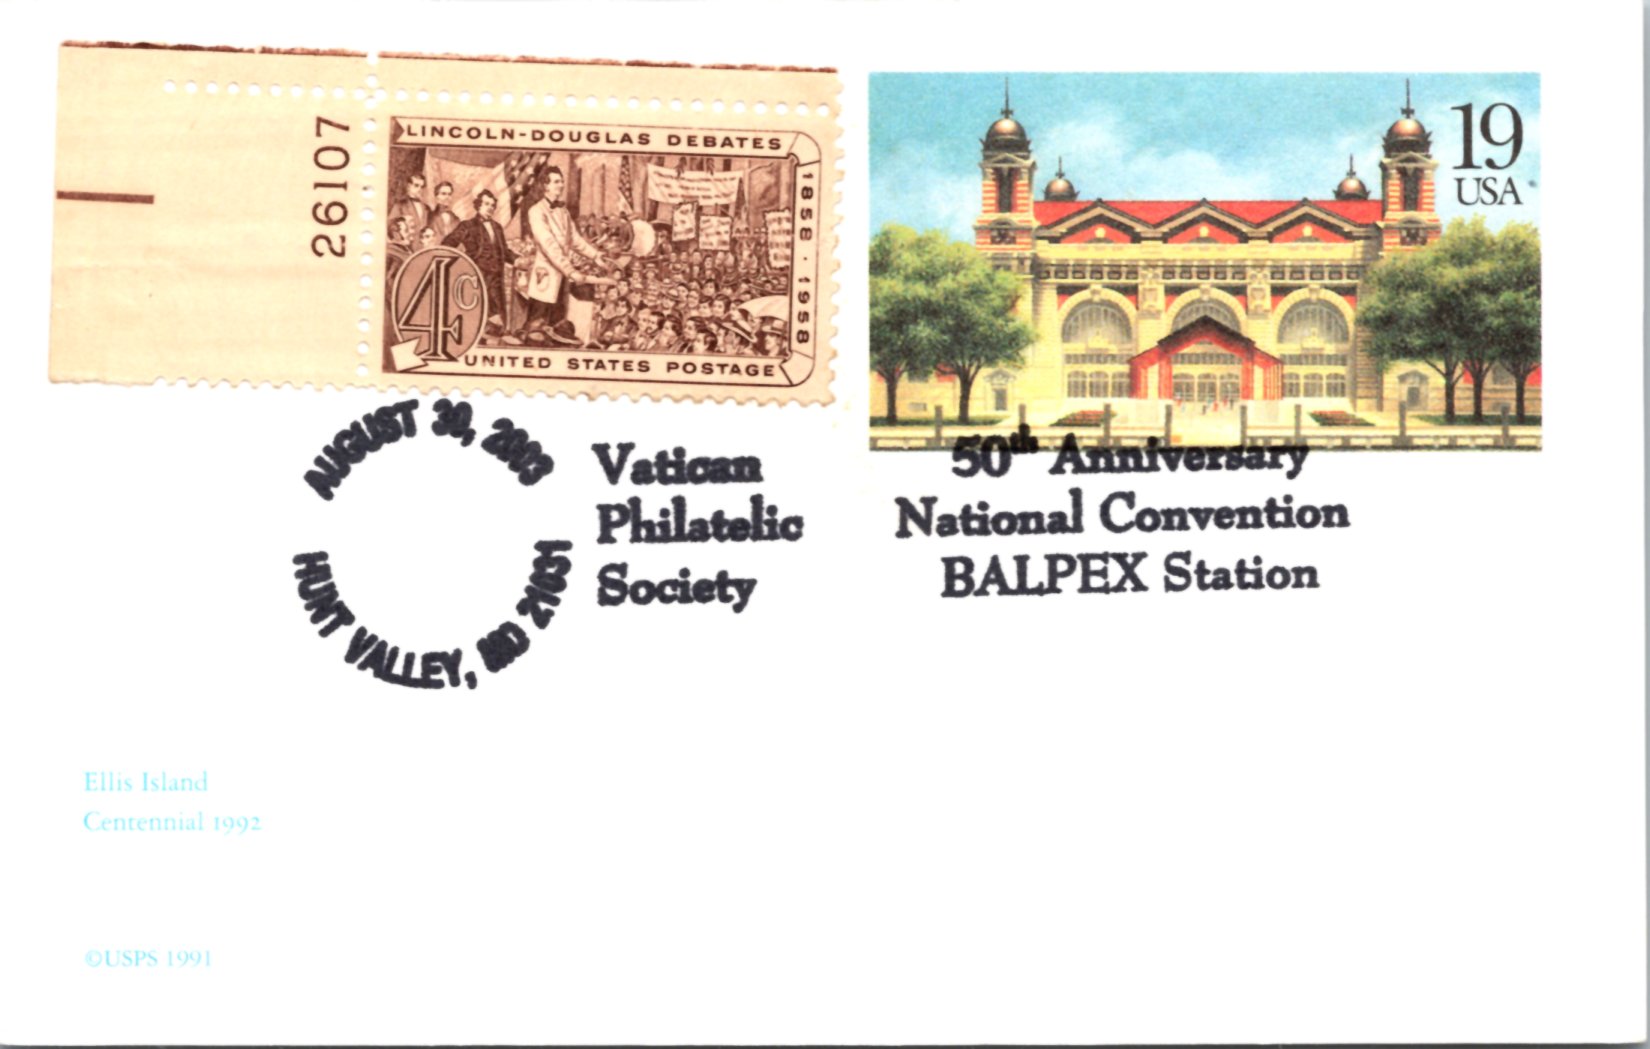 26107
LINCOLN-DOUGLAS DEBATES
1858 · 1958
4c
UNITED STATES POSTAGE
19
USA
AUGUST 30, 2003
HUNT VALLEY, MD 21031
Vatican
Philatelic
Society
50th Anniversary
National Convention
BALPEX Station
Ellis Island
Centennial 1992
©USPS 1991